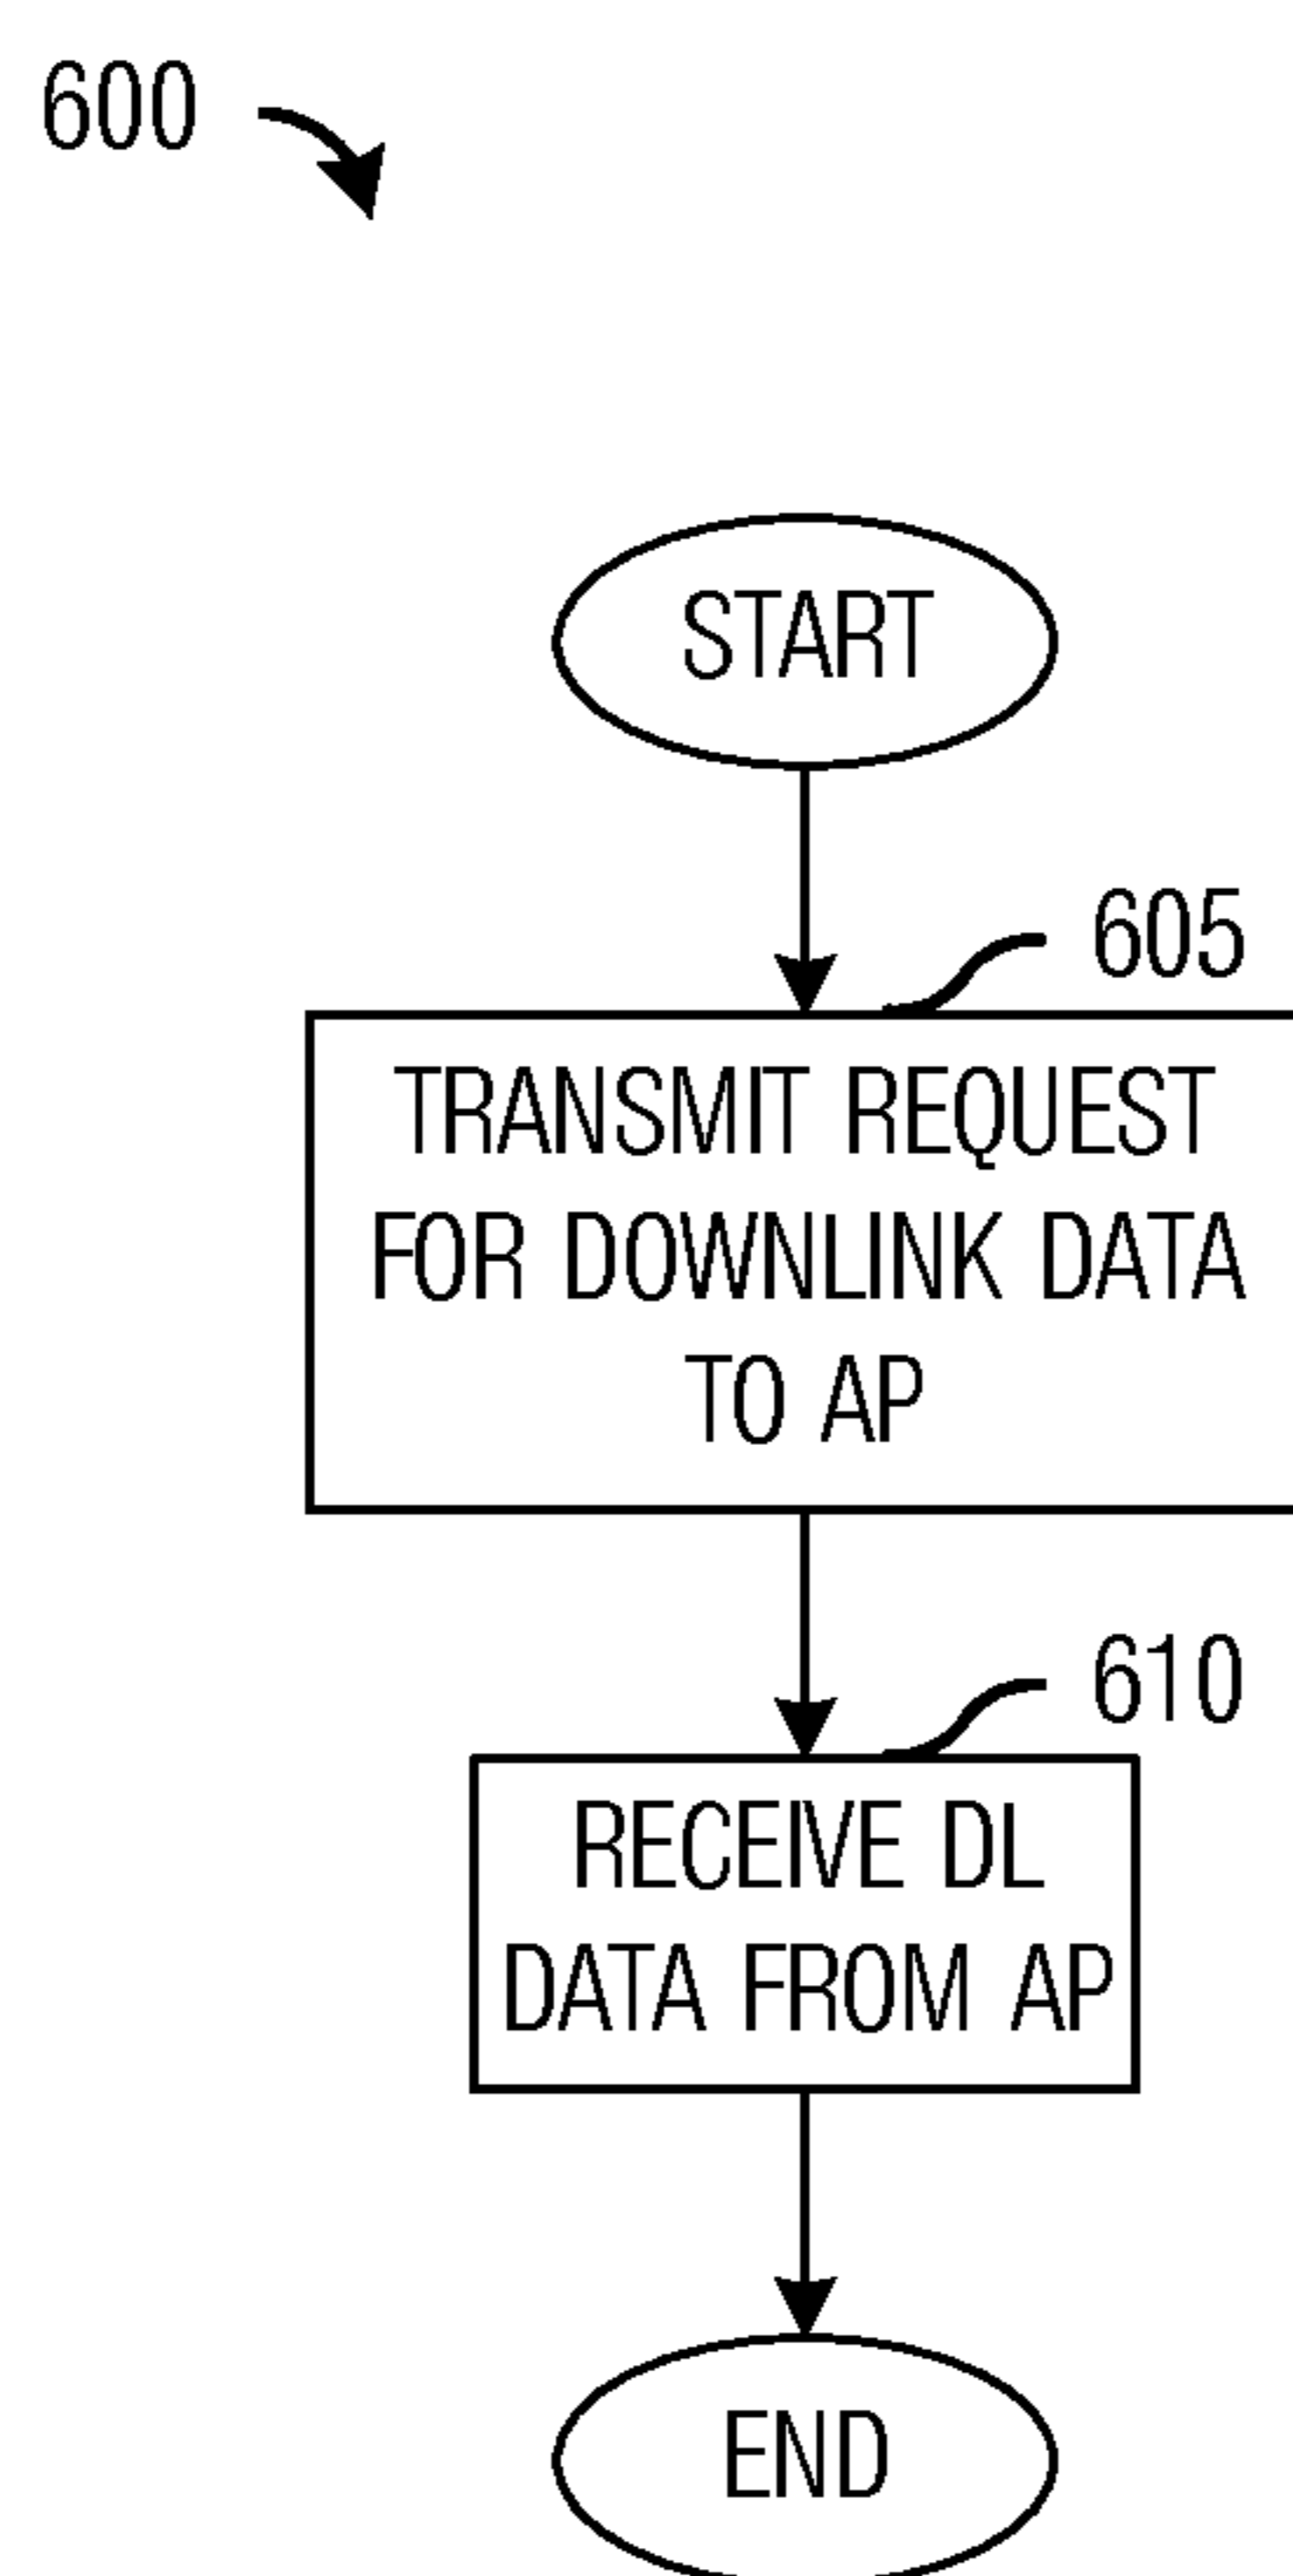 600
START
605
TRANSMIT REQUEST
FOR DOWNLINK DATA
TO AP
610
RECEIVE DL
DATA FROM AP
END